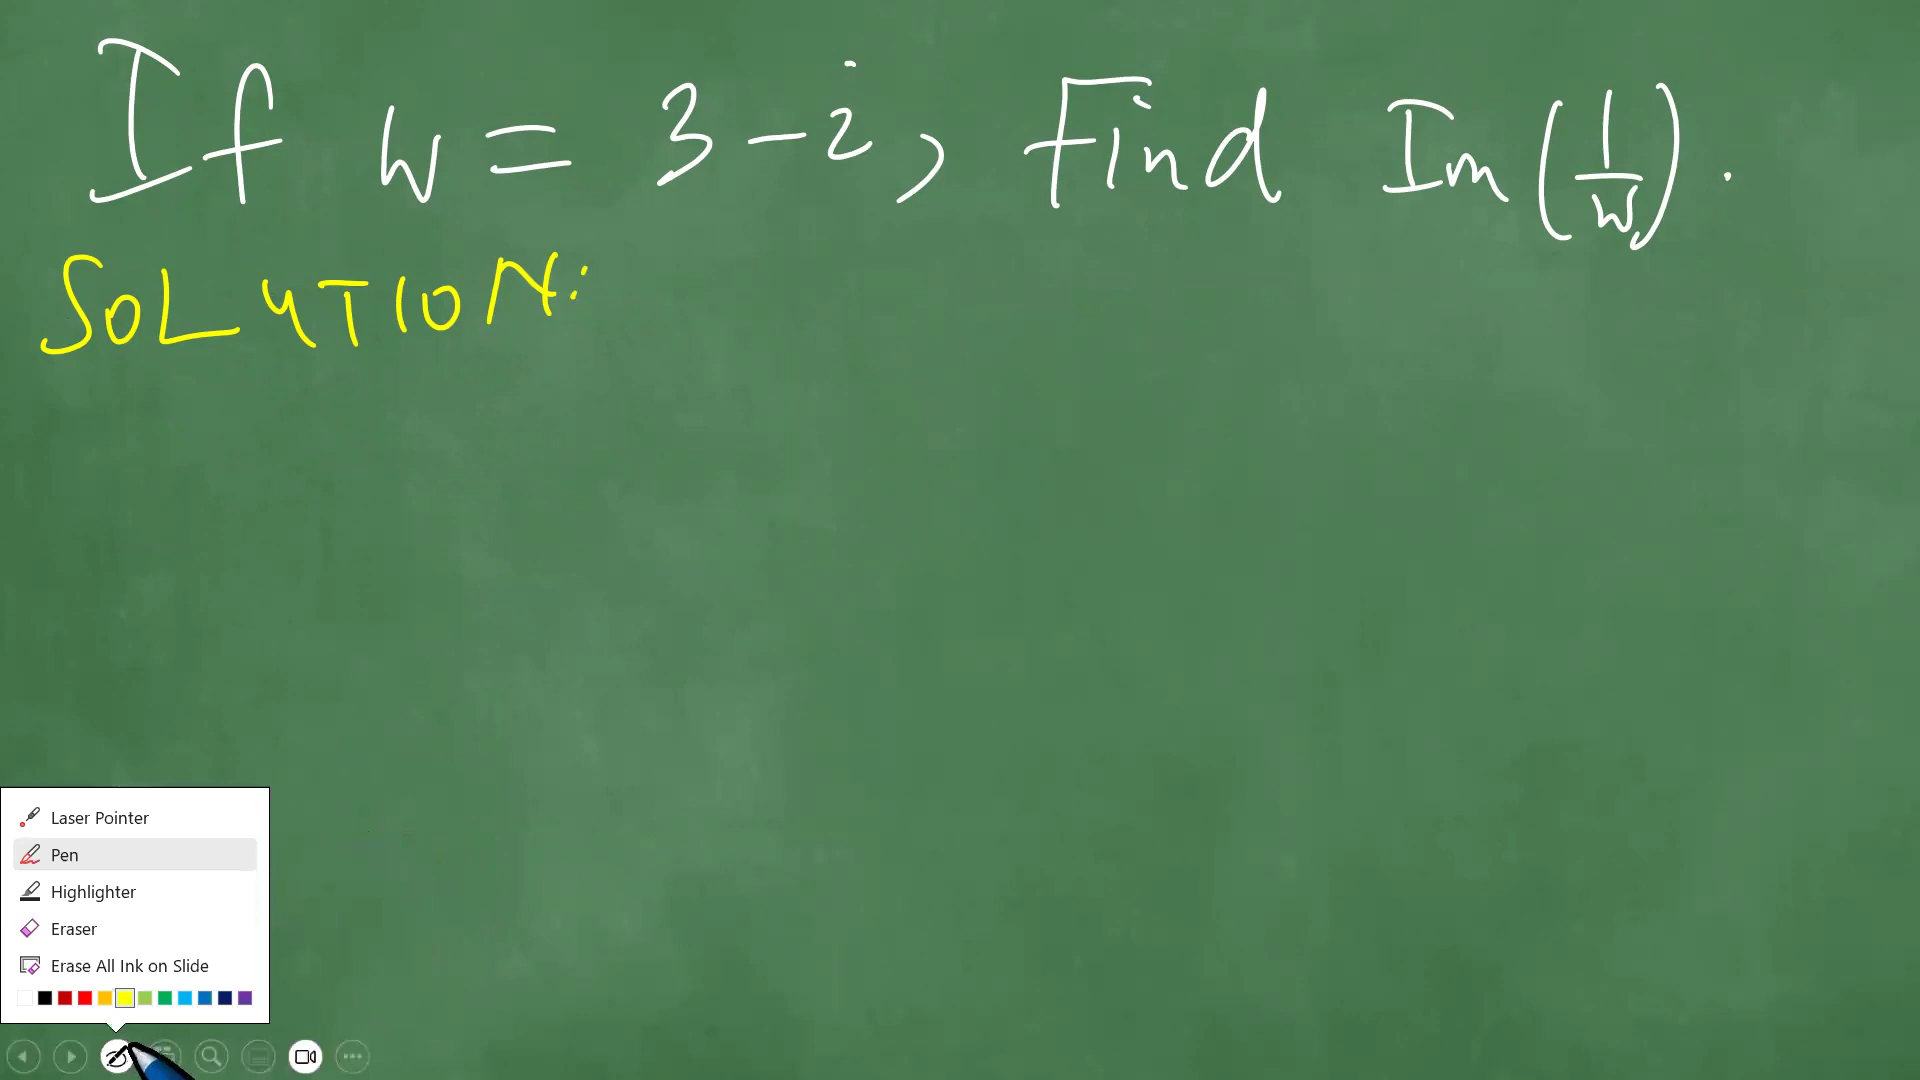 If w = 3 - i, Find Im(1/w).
SOLUTION:
Laser Pointer
Pen
Highlighter
Eraser
Erase All Ink on Slide